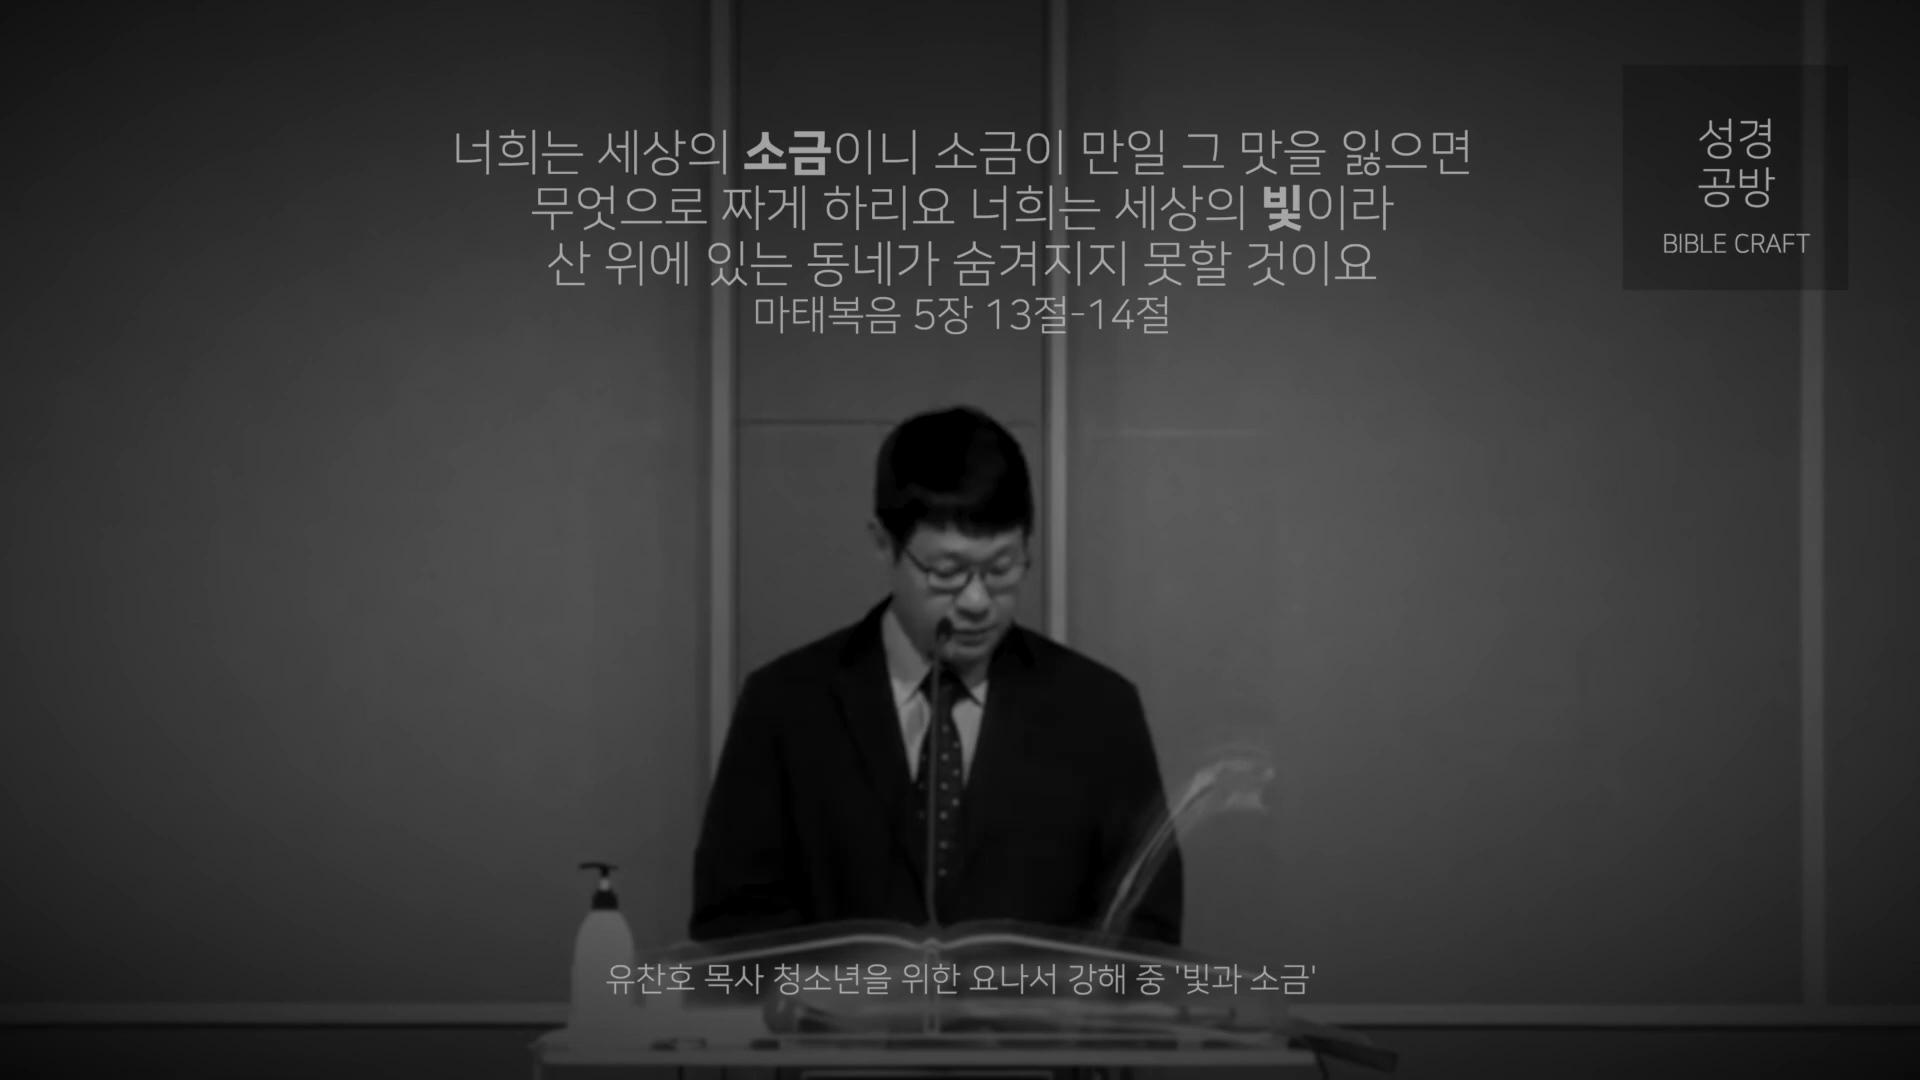 너희는 세상의 소금이니 소금이 만일 그 맛을 잃으면
무엇으로 짜게 하리요 너희는 세상의 빛이라
산 위에 있는 동네가 숨겨지지 못할 것이요
마태복음 5장 13절-14절
성경
공방
BIBLE CRAFT
유찬호 목사 청소년을 위한 요나서 강해 중 '빛과 소금'